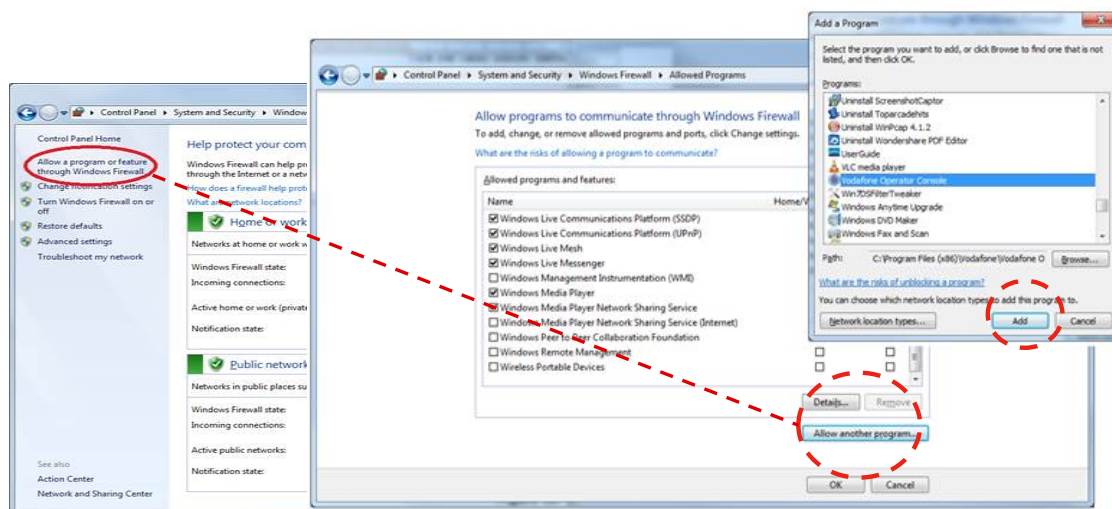 Control Panel ▸ System and Security ▸ Window
Control Panel Home
Allow a program or feature
through Windows Firewall
Change notification settings
Turn Windows Firewall on or
off
Restore defaults
Advanced settings
Troubleshoot my network
See also
Action Center
Network and Sharing Center
Help protect your com
Windows Firewall can help pr
through the Internet or a netw
How does a firewall help prot
What are network locations?
Home or work
Networks at home or work w
Windows Firewall state:
Incoming connections:
Active home or work (privat
Notification state:
Public network
Networks in public places su
Windows Firewall state:
Incoming connections:
Active public networks:
Notification state:
Control Panel ▸ System and Security ▸ Windows Firewall ▸ Allowed Programs
Allow programs to communicate through Windows Firewall
To add, change, or remove allowed programs and ports, click Change settings.
What are the risks of allowing a program to communicate?
Allowed programs and features:
Name Home/W
Windows Live Communications Platform (SSDP)
Windows Live Communications Platform (UPnP)
Windows Live Mesh
Windows Live Messenger
Windows Management Instrumentation (WMI)
Windows Media Player
Windows Media Player Network Sharing Service
Windows Media Player Network Sharing Service (Internet)
Windows Peer to Peer Collaboration Foundation
Windows Remote Management
Wireless Portable Devices
Details... Remove
Allow another program...
OK Cancel
Add a Program
Select the program you want to add, or click Browse to find one that is not
listed, and then click OK.
Programs:
Uninstall ScreenshotCaptor
Uninstall Toparcadehits
Uninstall WinPcap 4.1.2
Uninstall Wondershare PDF Editor
UserGuide
VLC media player
Vodafone Operator Console
Win7DSFilterTweaker
Windows Anytime Upgrade
Windows DVD Maker
Windows Fax and Scan
Path: C:\Program Files (x86)\Vodafone\Vodafone O Browse...
What are the risks of unblocking a program?
You can choose which network location types to add this program to.
Network location types... Add Cancel